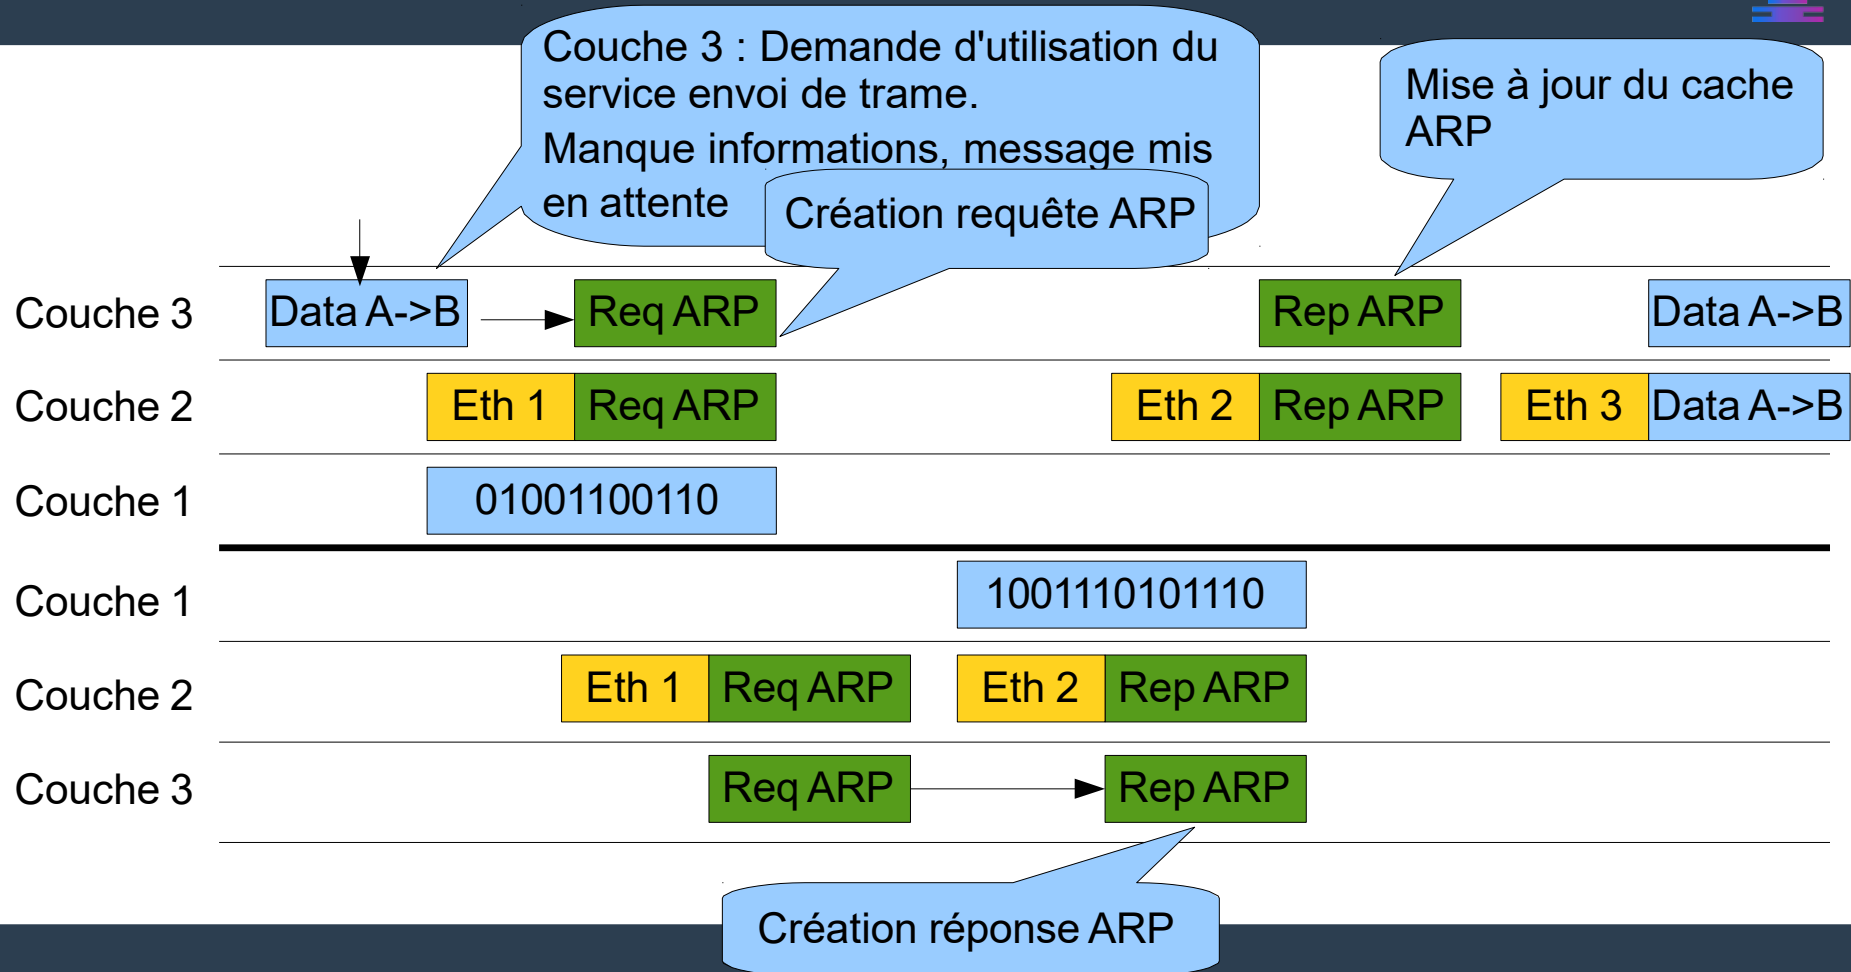 Couche 3 : Demande d'utilisation du
service envoi de trame.
Manque informations, message mis
en attente
Création requête ARP
Mise à jour du cache
ARP
Couche 3
Data A->B
Req ARP
Rep ARP
Data A->B
Couche 2
Eth 1
Req ARP
Eth 2
Rep ARP
Eth 3
Data A->B
Couche 1
01001100110
Couche 1
1001110101110
Couche 2
Eth 1
Req ARP
Eth 2
Rep ARP
Couche 3
Req ARP
Rep ARP
Création réponse ARP